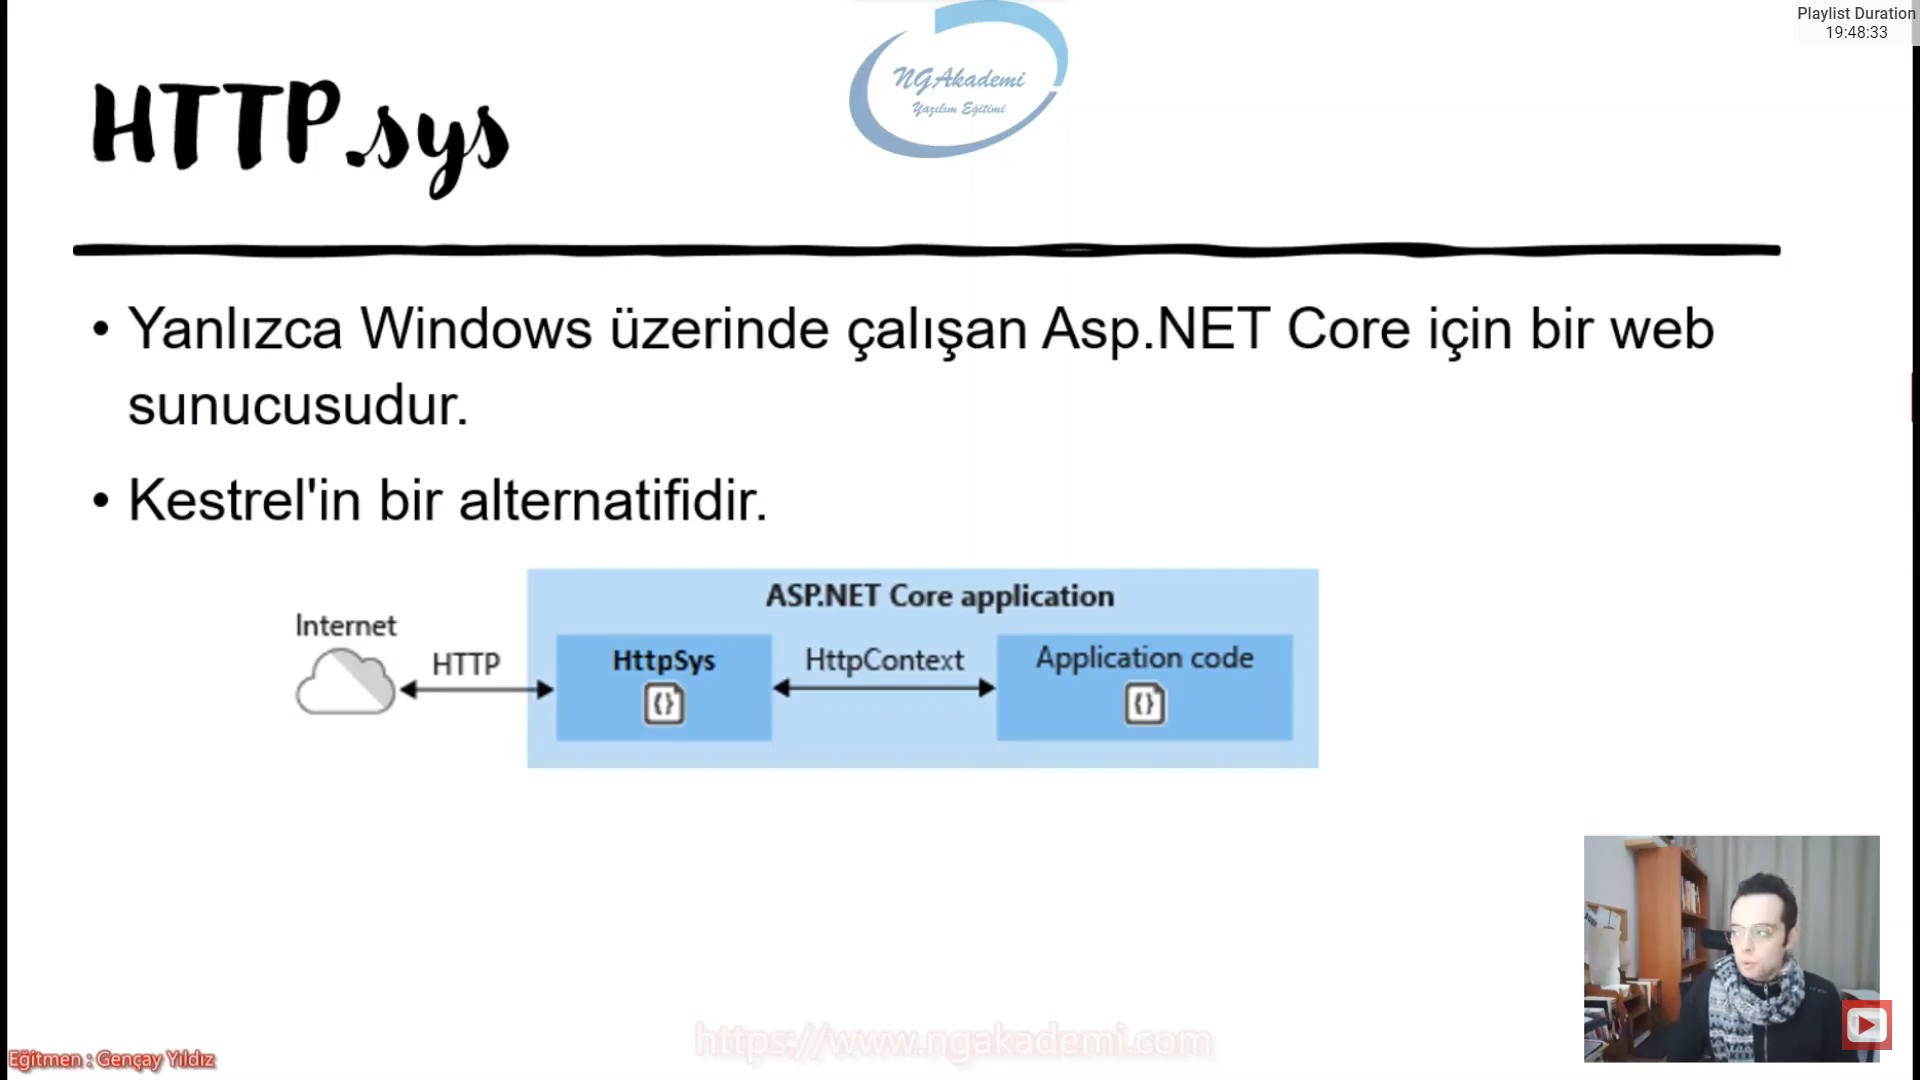 Playlist Duration
19:48:33
NGAkademi
Yazılım Eğitimi
HTTP.sys
• Yanlızca Windows üzerinde çalışan Asp.NET Core için bir web
sunucusudur.
• Kestrel'in bir alternatifidir.
ASP.NET Core application
Internet
HTTP
HttpSys
HttpContext
Application code
https://www.ngakademi.com
Eğitmen : Gençay Yıldız